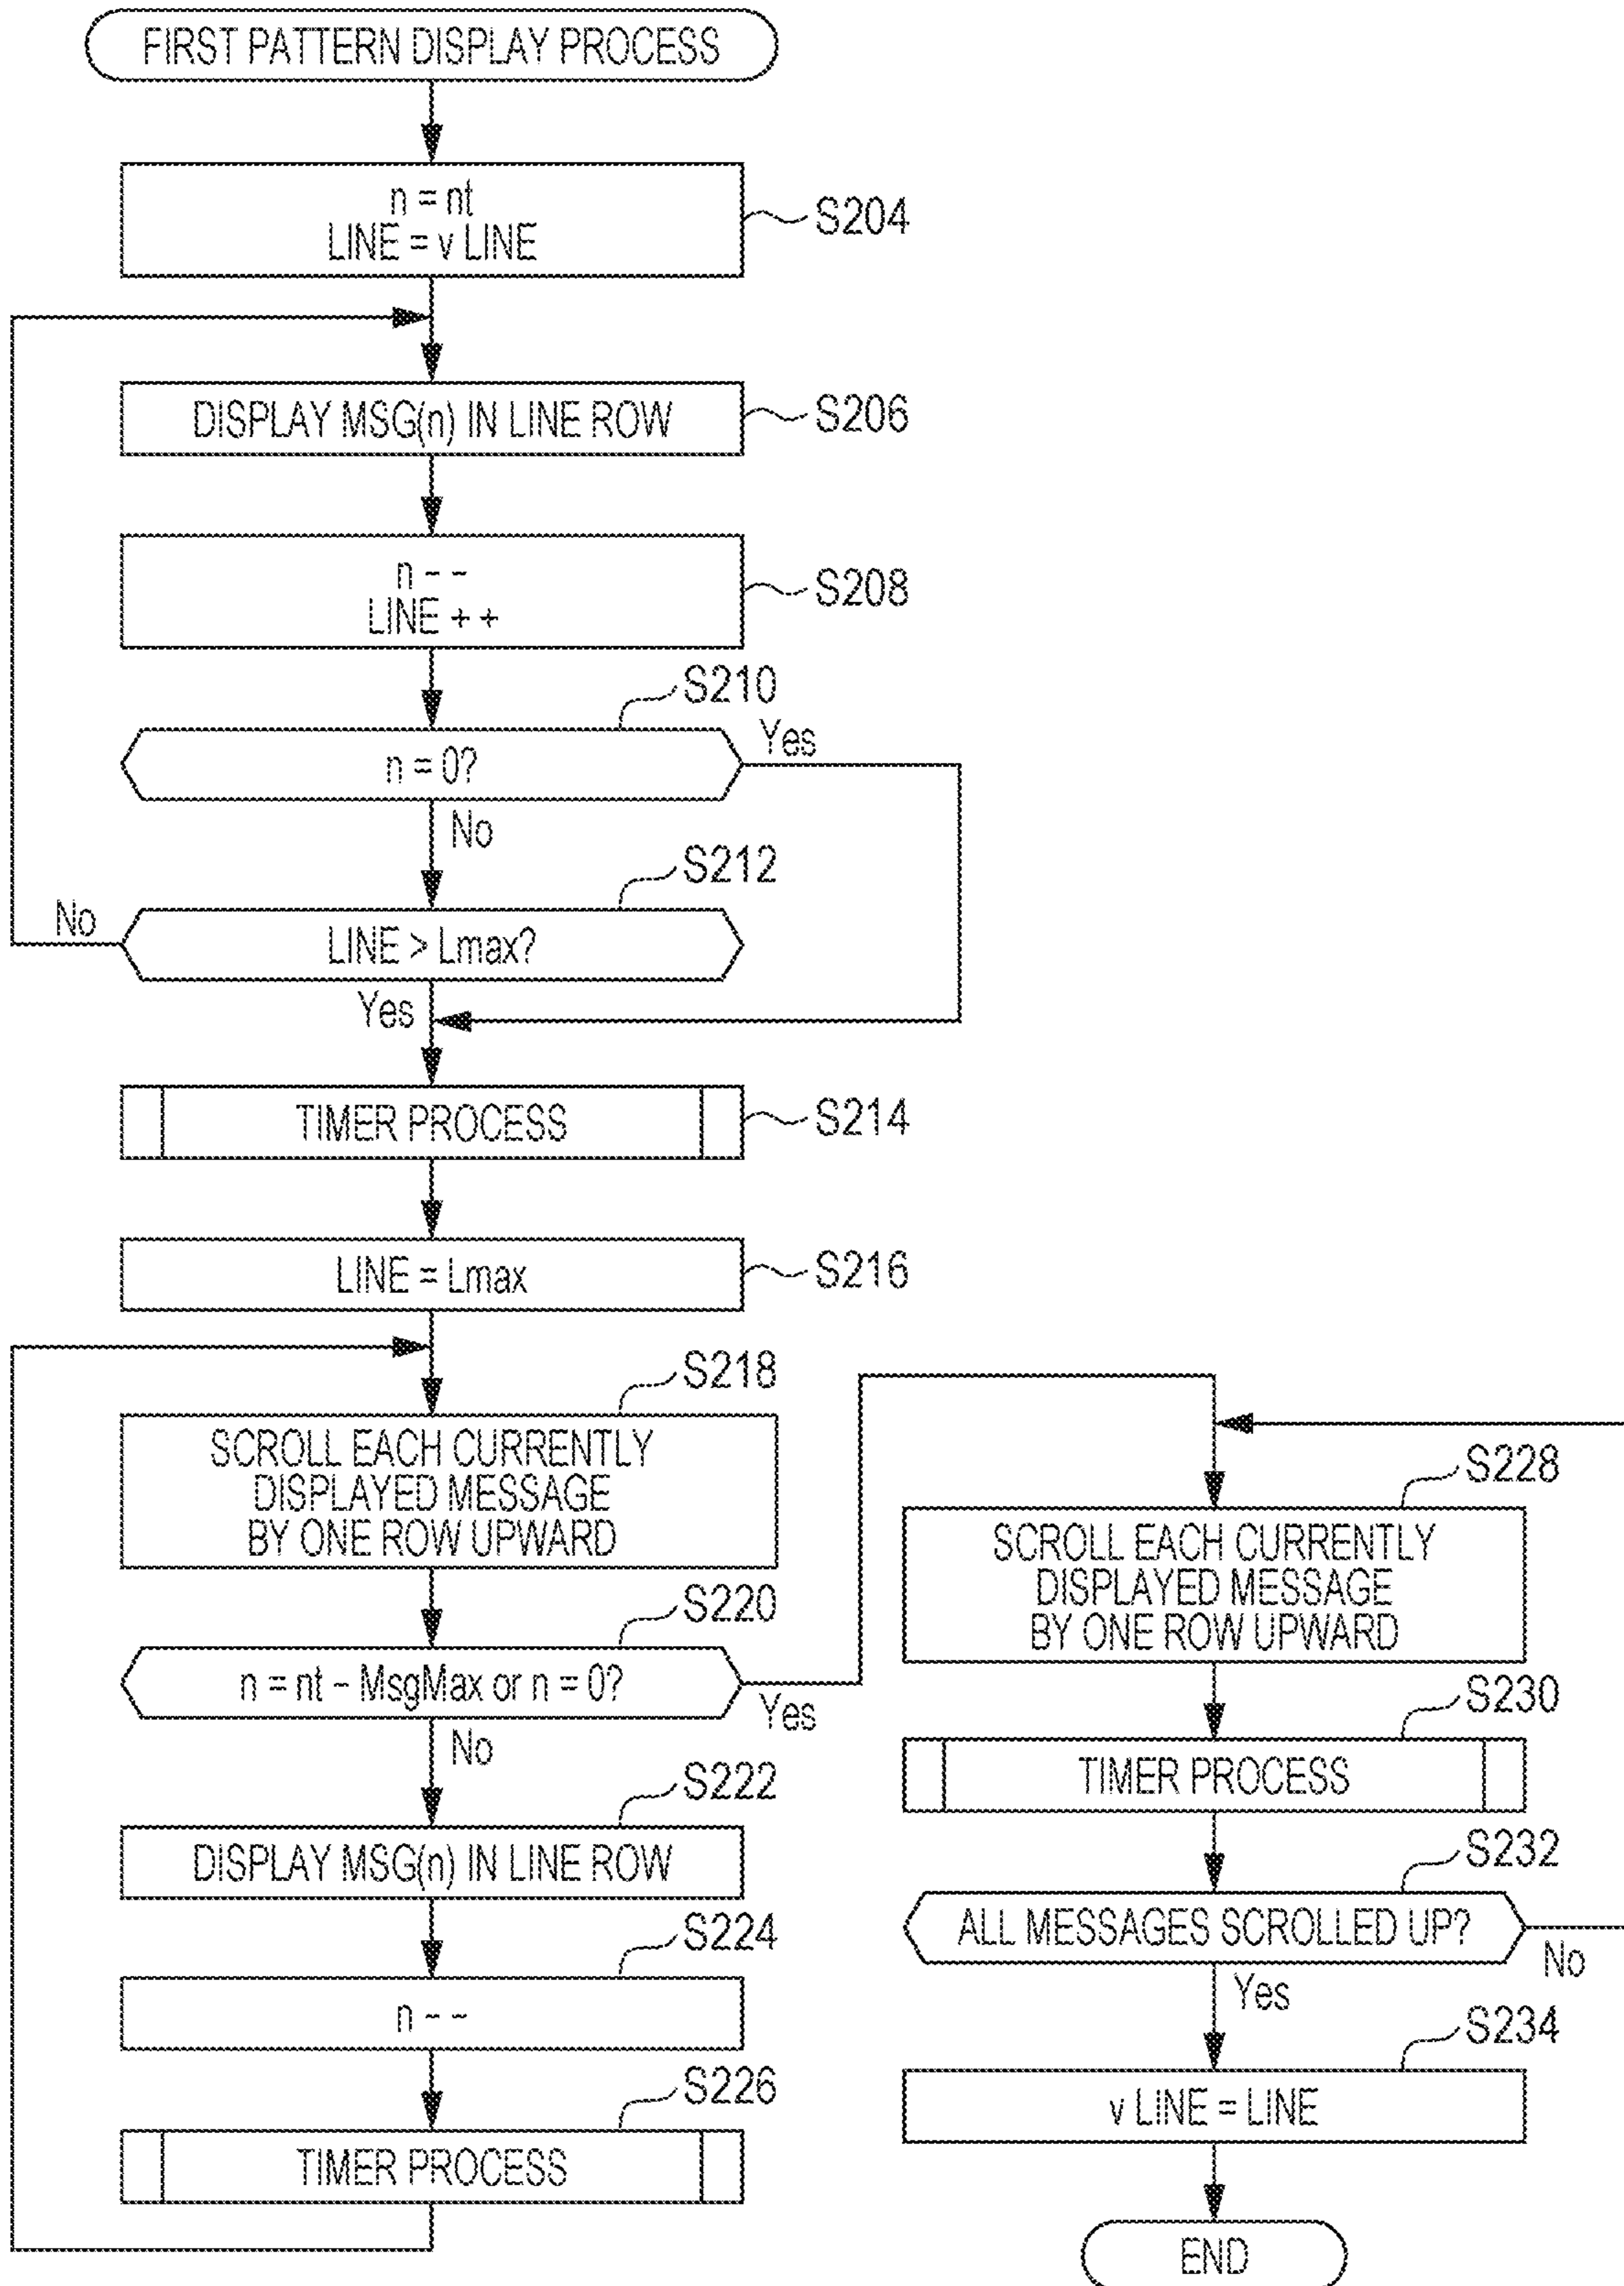 FIRST PATTERN DISPLAY PROCESS
n = nt
LINE = v LINE
S204
DISPLAY MSG(n) IN LINE ROW
S206
n - -
LINE + +
S208
S210
n = 0?
Yes
No
S212
LINE > Lmax?
No
Yes
TIMER PROCESS
S214
LINE = Lmax
S216
S218
SCROLL EACH CURRENTLY
DISPLAYED MESSAGE
BY ONE ROW UPWARD
S220
n = nt - MsgMax or n = 0?
Yes
No
S222
DISPLAY MSG(n) IN LINE ROW
S224
n - -
S226
TIMER PROCESS
S228
SCROLL EACH CURRENTLY
DISPLAYED MESSAGE
BY ONE ROW UPWARD
S230
TIMER PROCESS
S232
ALL MESSAGES SCROLLED UP?
No
Yes
S234
v LINE = LINE
END